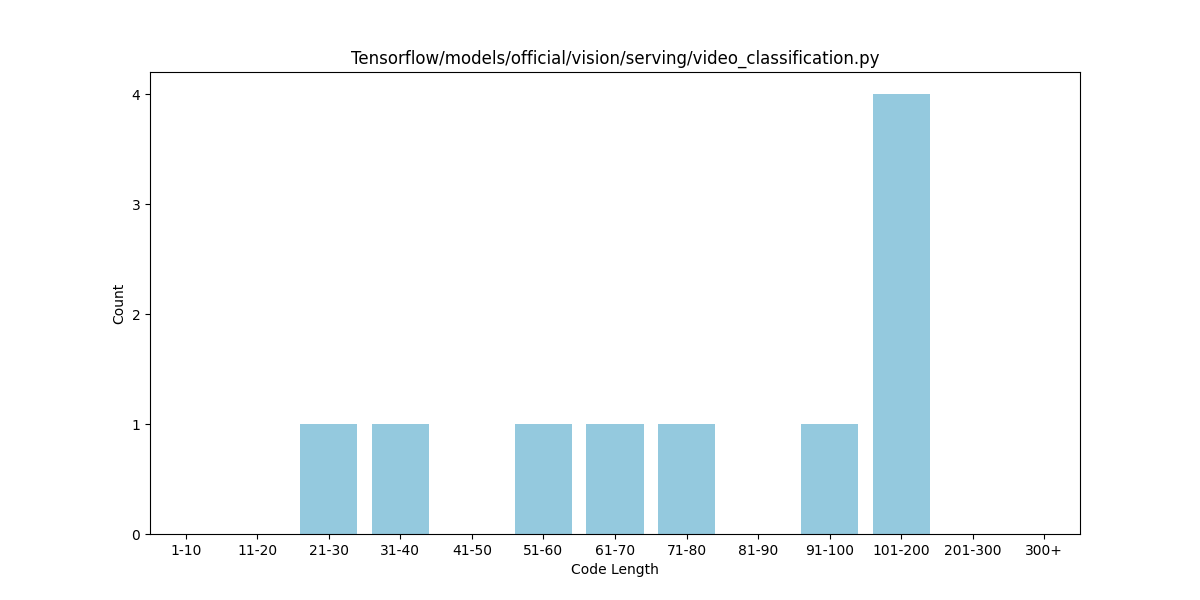 Tensorflow/models/official/vision/serving/video_classification.py
4
3
2
1
0
Count
1-10 11-20 21-30 31-40 41-50 51-60 61-70 71-80 81-90 91-100 101-200 201-300 300+
Code Length